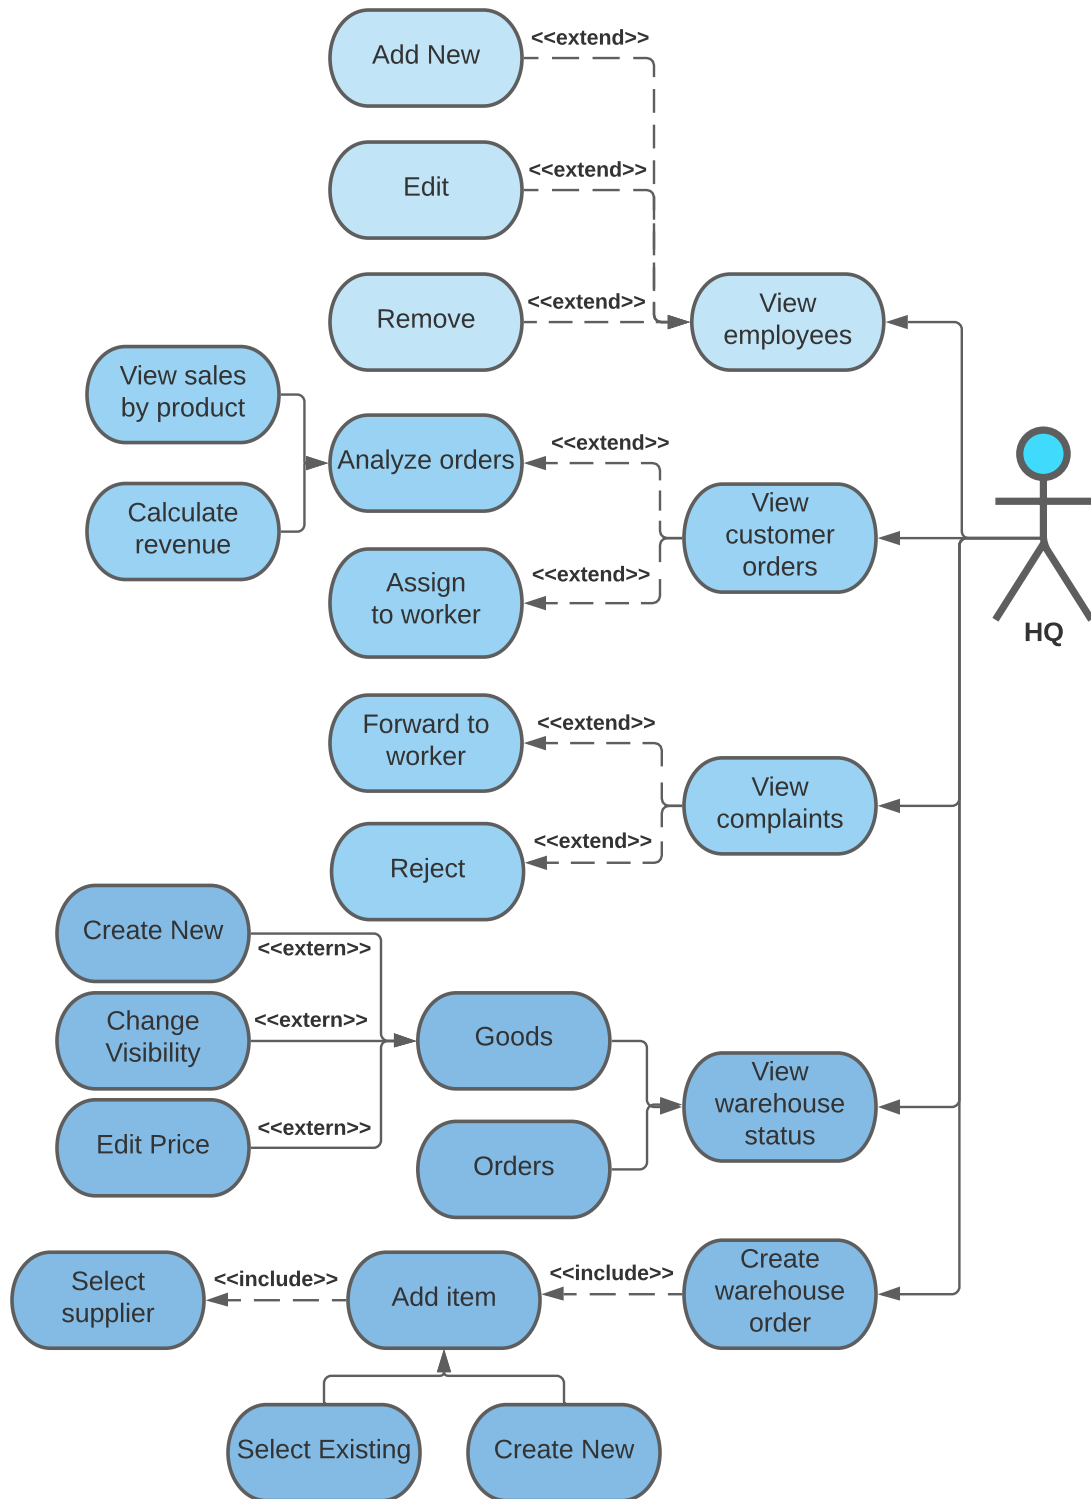 Add New
<<extend>>
Edit
<<extend>>
Remove
<<extend>>
View
employees
View sales
by product
Calculate
revenue
Analyze orders
<<extend>>
Assign
to worker
<<extend>>
View
customer
orders
HQ
Forward to
worker
<<extend>>
Reject
<<extend>>
View
complaints
Create New
<<extern>>
Change
Visibility
<<extern>>
Edit Price
<<extern>>
Goods
Orders
View
warehouse
status
Select
supplier
<<include>>
Add item
<<include>>
Create
warehouse
order
Select Existing
Create New